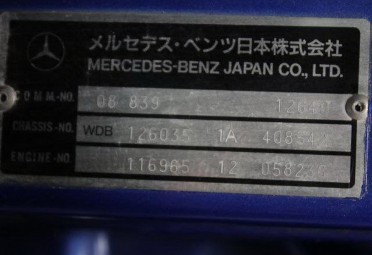 メルセデス・ベンツ日本株式会社
MERCEDES-BENZ JAPAN CO., LTD.
COMM.-NO. 08 839
CHASSIS-NO. WDB 126035 1A
ENGINE-NO. 116965 12